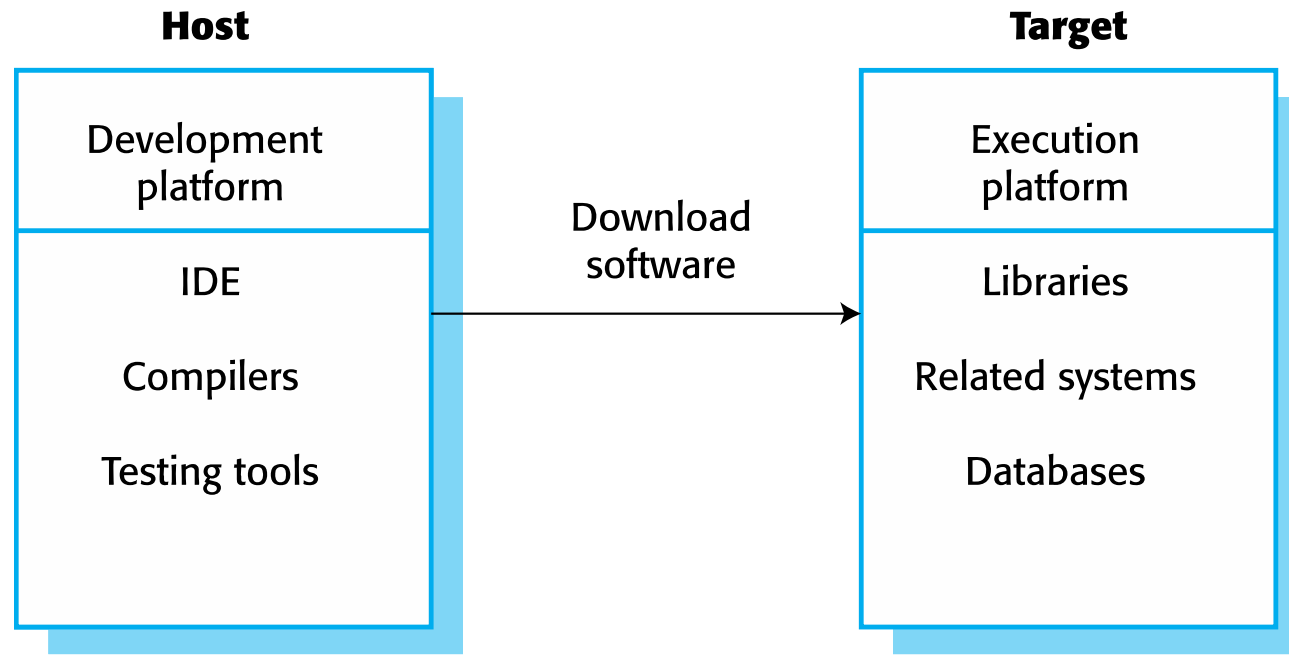 Host
Development
platform
IDE
Compilers
Testing tools
Download
software
Target
Execution
platform
Libraries
Related systems
Databases